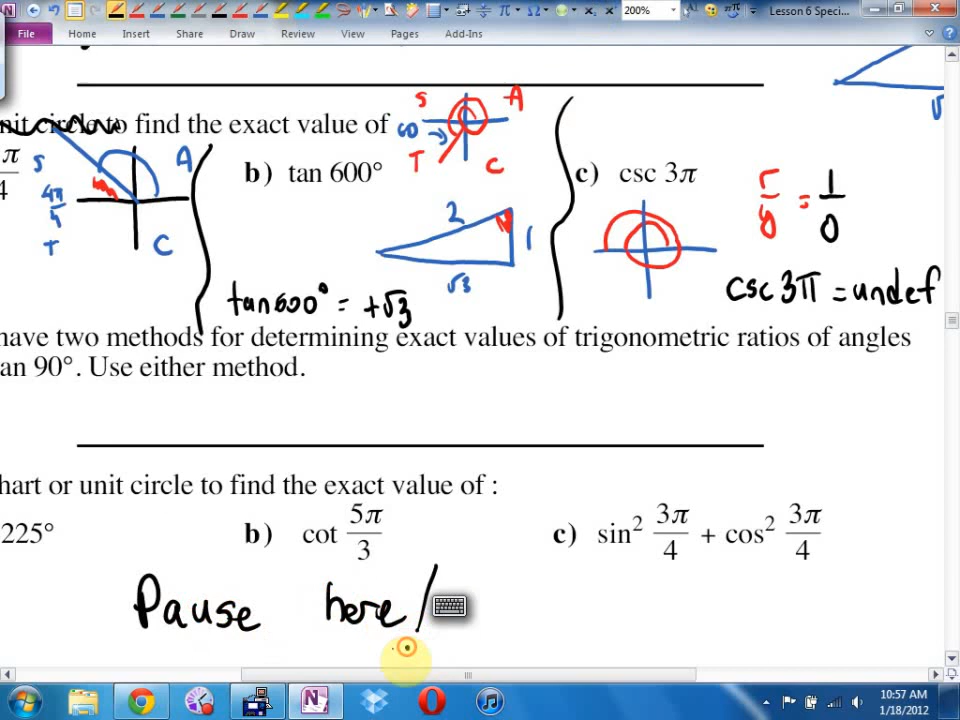 200%
Lesson 6 Speci...
File Home Insert Share Draw Review View Pages Add-Ins
nit circle to find the exact value of
π
4
S A
4π
4
T C
b) tan 600°
S A
60
T C
2
1
√3
tan 600° = +√3
c) csc 3π
r
y
= 1
0
csc 3π = undef
√
have two methods for determining exact values of trigonometric ratios of angles
an 90°. Use either method.
hart or unit circle to find the exact value of :
225° b) cot 5π/3 c) sin² 3π/4 + cos² 3π/4
Pause here
10:57 AM
1/18/2012